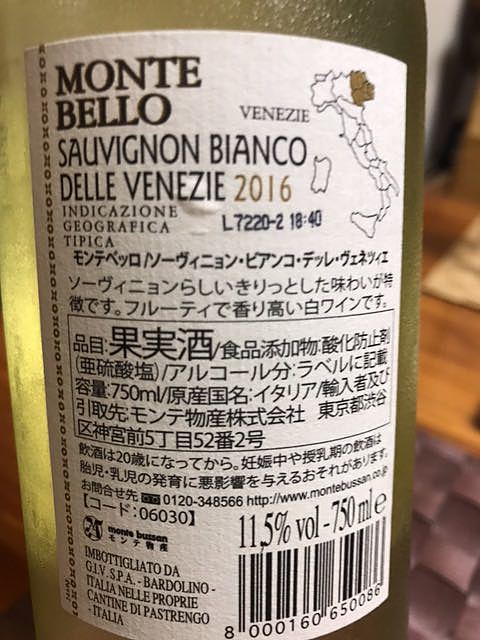 MONTE
BELLO
VENEZIE
SAUVIGNON BIANCO
DELLE VENEZIE 2016
INDICAZIONE
GEOGRAFICA
TIPICA
L7220-2 18:40
モンテベッロ/ソーヴィニョン・ビアンコ・デッレ・ヴェネツィエ
ソーヴィニョンらしいきりっとした味わいが特
徴です。フルーティで香り高い白ワインです。
品目:果実酒/食品添加物:酸化防止剤
(亜硫酸塩)/アルコール分:ラベルに記載
容量:750ml/原産国名:イタリア/輸入者及び
引取先:モンテ物産株式会社 東京都渋谷
区神宮前5丁目52番2号
飲酒は20歳になってから。妊娠中や授乳期の飲酒は
胎児・乳児の発育に悪影響を与えるおそれがあります。
お問合せ先 0120-348566 http://www.montebussan.co.jp
【コード:06030】
monte bussan
モンテ物産
11,5% vol - 750 ml e
IMBOTTIGLIATO DA
G.I.V. S.P.A. - BARDOLINO -
ITALIA NELLE PROPRIE
CANTINE DI PASTRENGO
- ITALIA
8 000160 650086